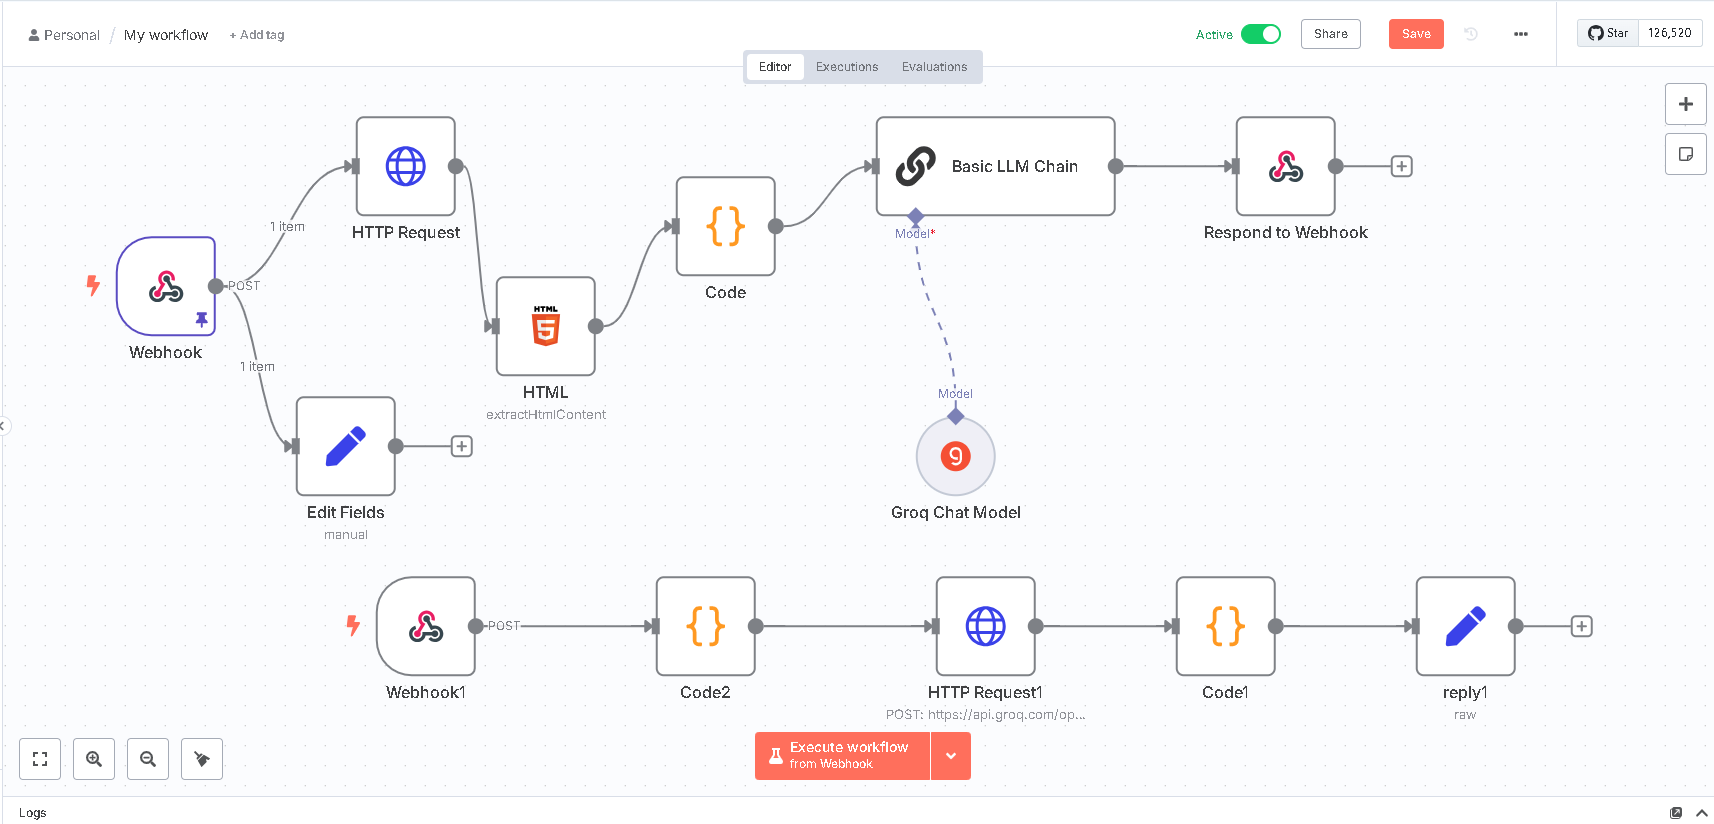 Personal / My workflow + Add tag
Active
Share
Save
Star 126,520
Editor Executions Evaluations
HTTP Request
1 item
POST
Webhook
1 item
Edit Fields
manual
HTML
5
HTML
extractHtmlContent
{}
Code
Basic LLM Chain
Model*
Model
g
Groq Chat Model
Respond to Webhook
POST
Webhook1
{}
Code2
HTTP Request1
POST: https://api.groq.com/op...
{}
Code1
reply1
raw
Execute workflow
from Webhook
Logs